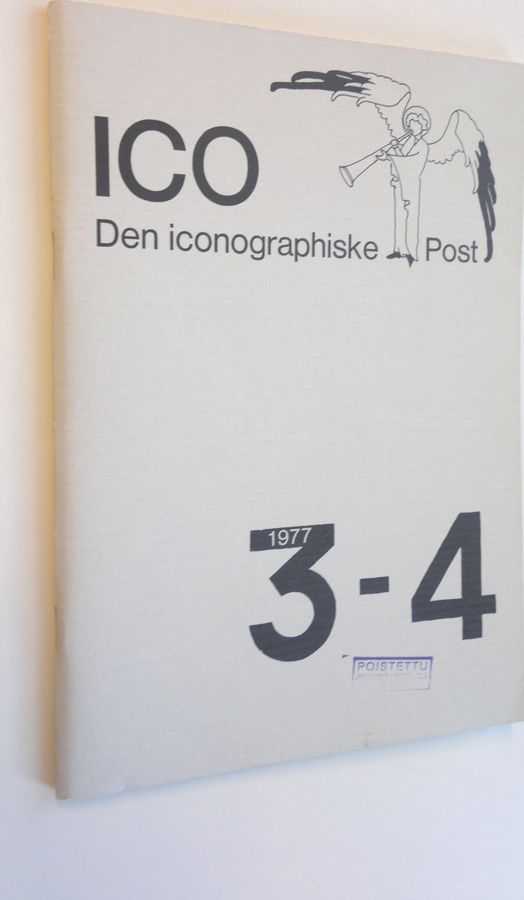 ICO
Den iconographiske Post
1977
3-4
POISTETTU